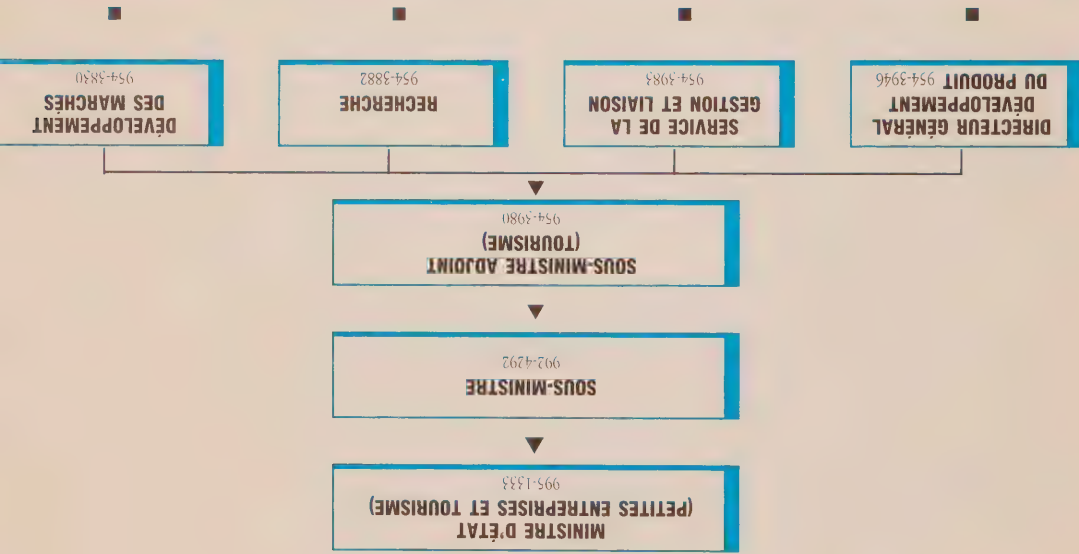 MINISTRE D'ÉTAT
(PETITES ENTREPRISES ET TOURISME)
995-1333
SOUS-MINISTRE
992-4292
SOUS-MINISTRE ADJOINT
(TOURISME)
954-3980
DIRECTEUR GÉNÉRAL
DÉVELOPPEMENT
DU PRODUIT 954-3946
SERVICE DE LA
GESTION ET LIAISON
954-3983
RECHERCHE
954-3882
DÉVELOPPEMENT
DES MARCHÉS
954-3830